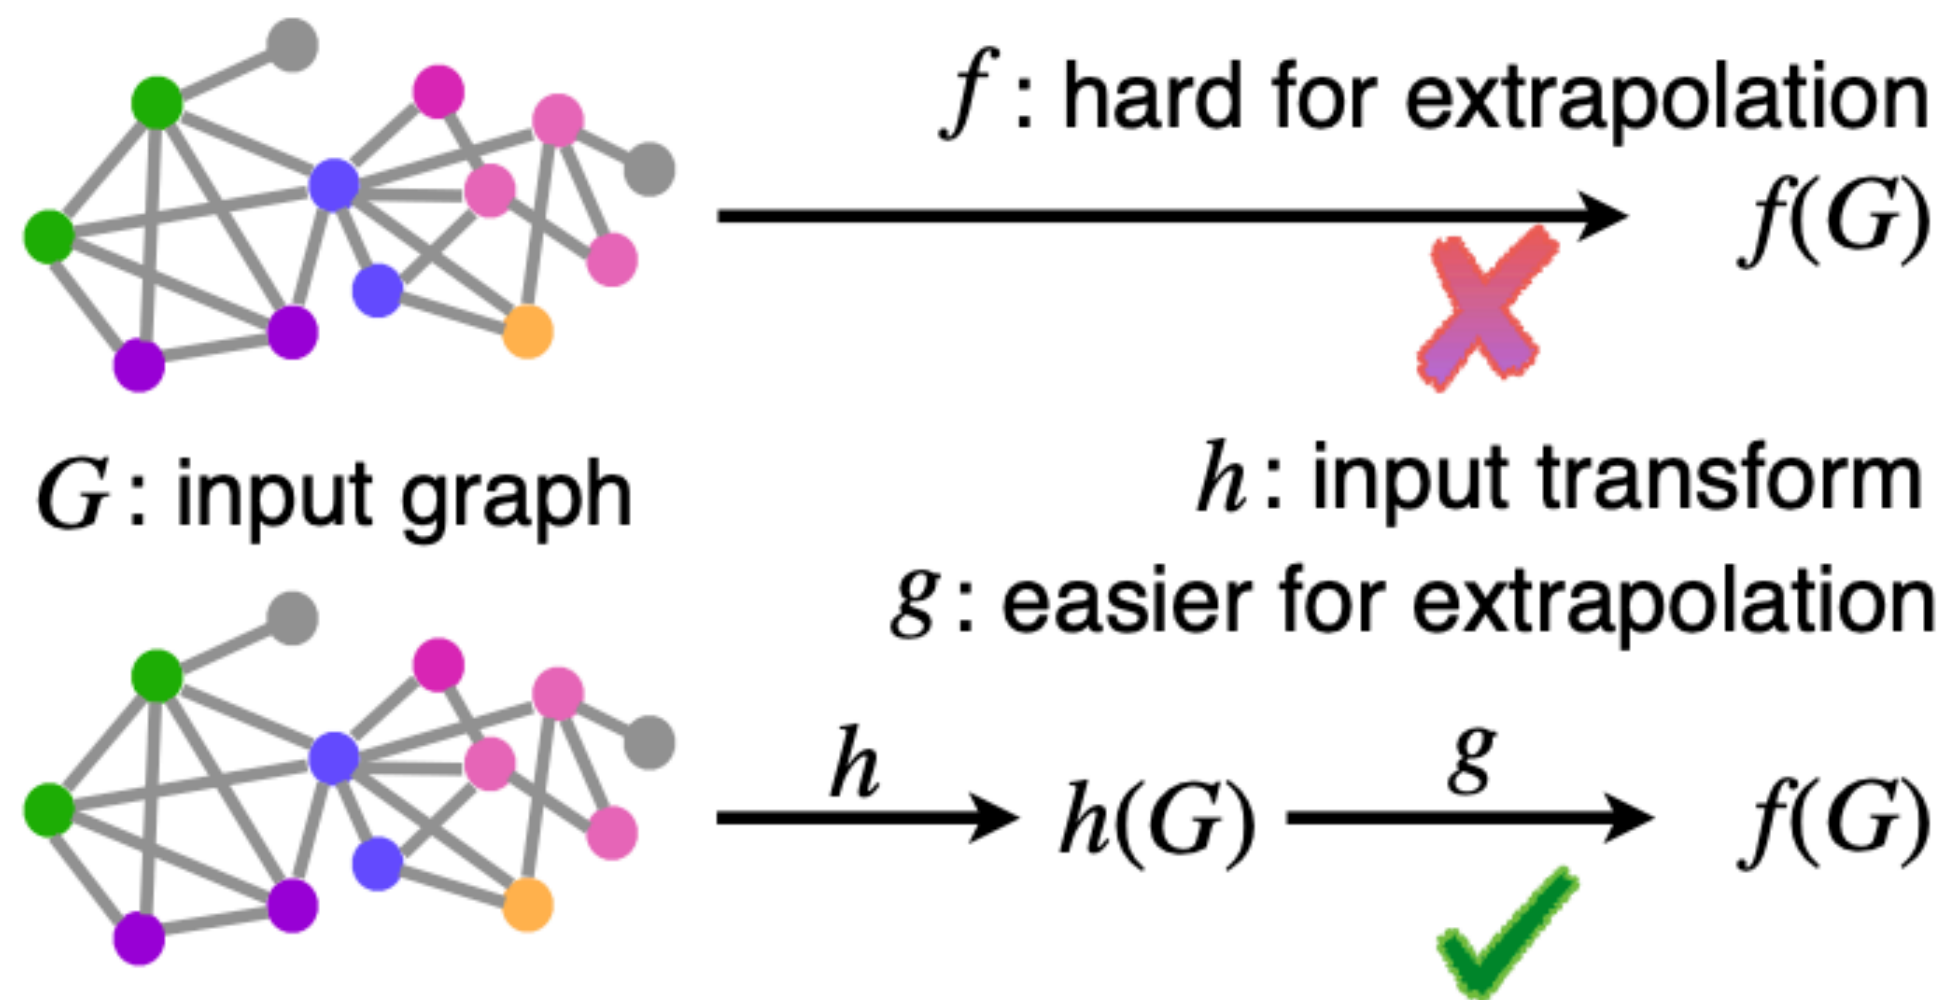 f : hard for extrapolation
f(G)
G : input graph
h : input transform
g : easier for extrapolation
h
h(G)
g
f(G)